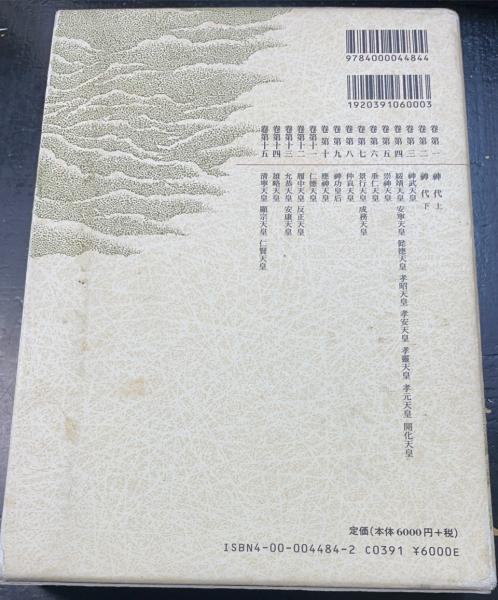 9784000044844
1920391060003
巻第一 神代上
巻第二 神代下
巻第三 神武天皇
巻第四 綏靖天皇 安寧天皇 懿徳天皇 孝昭天皇 孝安天皇 孝靈天皇 孝元天皇 開化天皇
巻第五 崇神天皇
巻第六 垂仁天皇
巻第七 景行天皇 成務天皇
巻第八 仲哀天皇
巻第九 神功皇后
巻第十 應神天皇
巻第十一 仁德天皇
巻第十二 履中天皇 反正天皇
巻第十三 允恭天皇 安康天皇
巻第十四 雄略天皇
巻第十五 清寧天皇 顯宗天皇 仁賢天皇
定価(本体6000円+税)
ISBN4-00-004484-2 C0391 ¥6000E